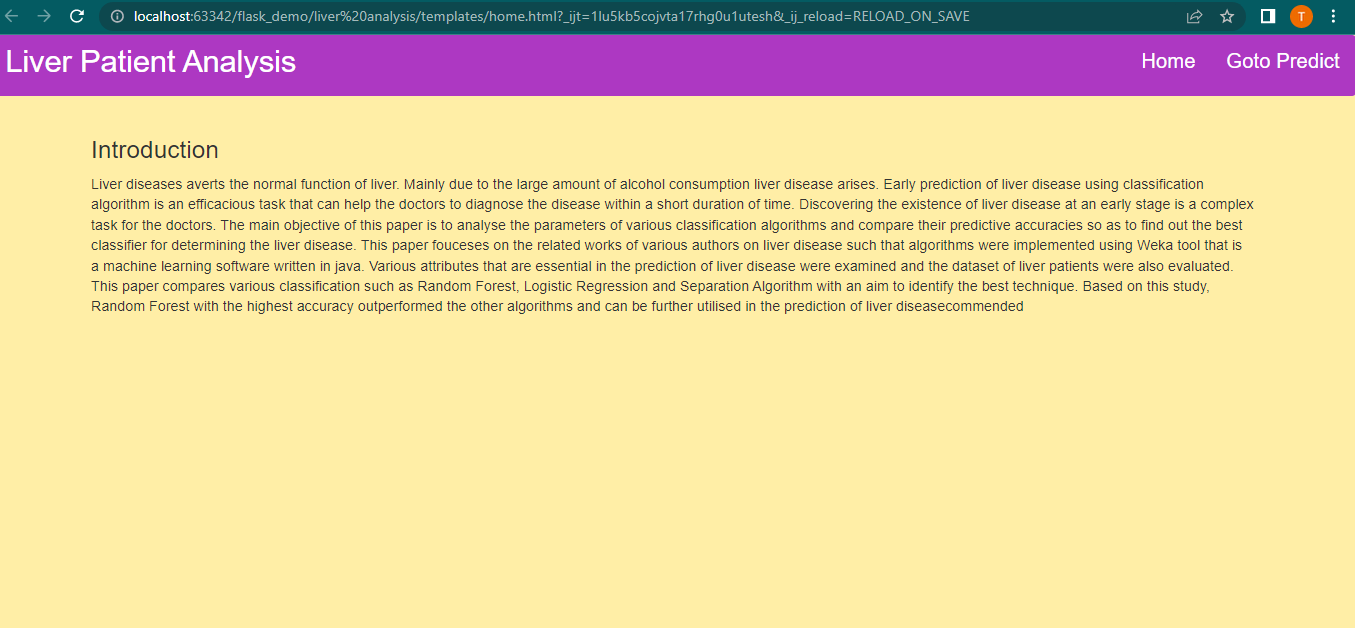 localhost:63342/flask_demo/liver%20analysis/templates/home.html?_ijt=1lu5kb5cojvta17rhg0u1utesh&_ij_reload=RELOAD_ON_SAVE
T
Liver Patient Analysis
Home
Goto Predict
Introduction
Liver diseases averts the normal function of liver. Mainly due to the large amount of alcohol consumption liver disease arises. Early prediction of liver disease using classification
algorithm is an efficacious task that can help the doctors to diagnose the disease within a short duration of time. Discovering the existence of liver disease at an early stage is a complex
task for the doctors. The main objective of this paper is to analyse the parameters of various classification algorithms and compare their predictive accuracies so as to find out the best
classifier for determining the liver disease. This paper fouceses on the related works of various authors on liver disease such that algorithms were implemented using Weka tool that is
a machine learning software written in java. Various attributes that are essential in the prediction of liver disease were examined and the dataset of liver patients were also evaluated.
This paper compares various classification such as Random Forest, Logistic Regression and Separation Algorithm with an aim to identify the best technique. Based on this study,
Random Forest with the highest accuracy outperformed the other algorithms and can be further utilised in the prediction of liver diseasecommended